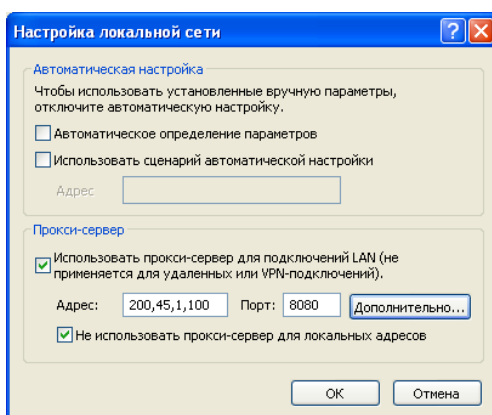 Настройка локальной сети
Автоматическая настройка
Чтобы использовать установленные вручную параметры,
отключите автоматическую настройку.
Автоматическое определение параметров
Использовать сценарий автоматической настройки
Адрес
Прокси-сервер
Использовать прокси-сервер для подключений LAN (не
применяется для удаленных или VPN-подключений).
Адрес: 200,45,1,100 Порт: 8080 Дополнительно...
Не использовать прокси-сервер для локальных адресов
ОК Отмена